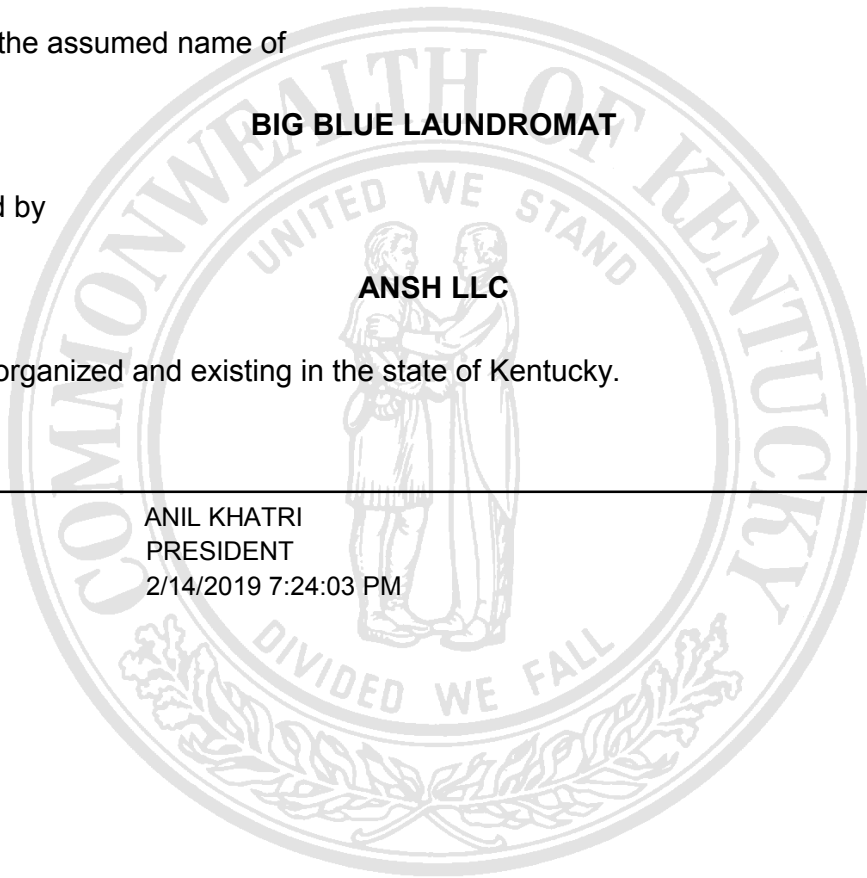 the assumed name of
BIG BLUE LAUNDROMAT
d by
ANSH LLC
organized and existing in the state of Kentucky.
ANIL KHATRI
PRESIDENT
2/14/2019 7:24:03 PM
COMMONWEALTH OF KENTUCKY
UNITED WE STAND
DIVIDED WE FALL